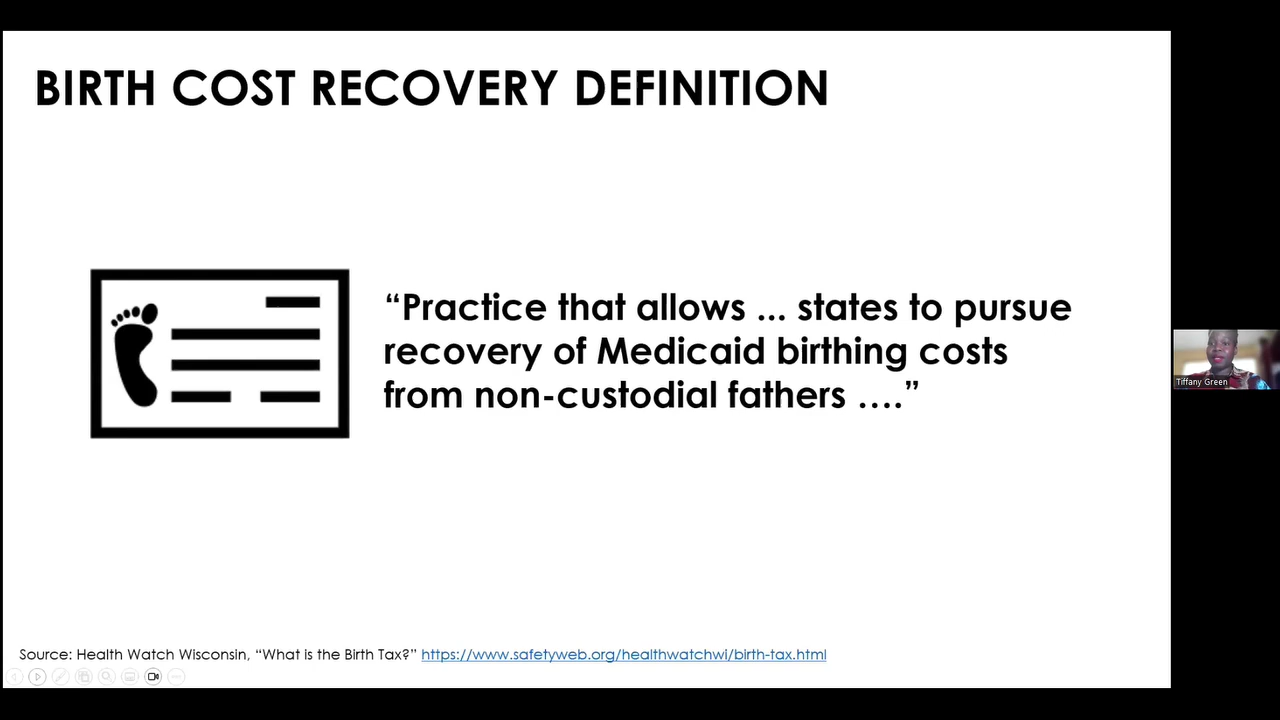 BIRTH COST RECOVERY DEFINITION
“Practice that allows ... states to pursue
recovery of Medicaid birthing costs
from non-custodial fathers ....”
Tiffany Green
Source: Health Watch Wisconsin, “What is the Birth Tax?” https://www.safetyweb.org/healthwatchwi/birth-tax.html